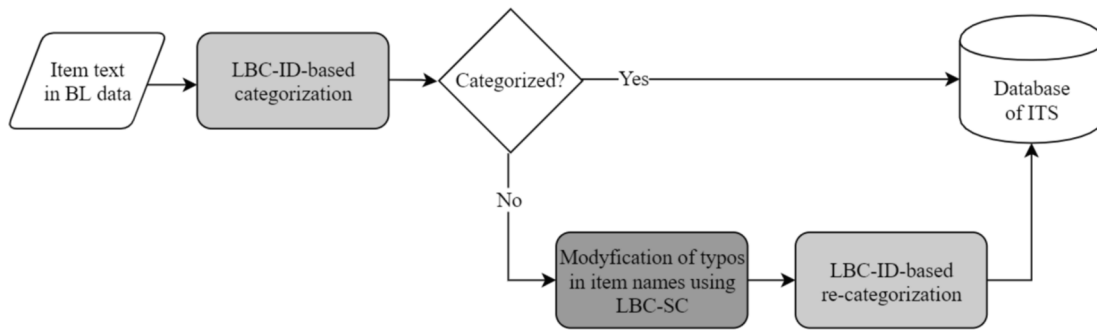 Item text
in BL data
LBC-ID-based
categorization
Categorized?
Yes
Database
of ITS
No
Modyfication of typos
in item names using
LBC-SC
LBC-ID-based
re-categorization